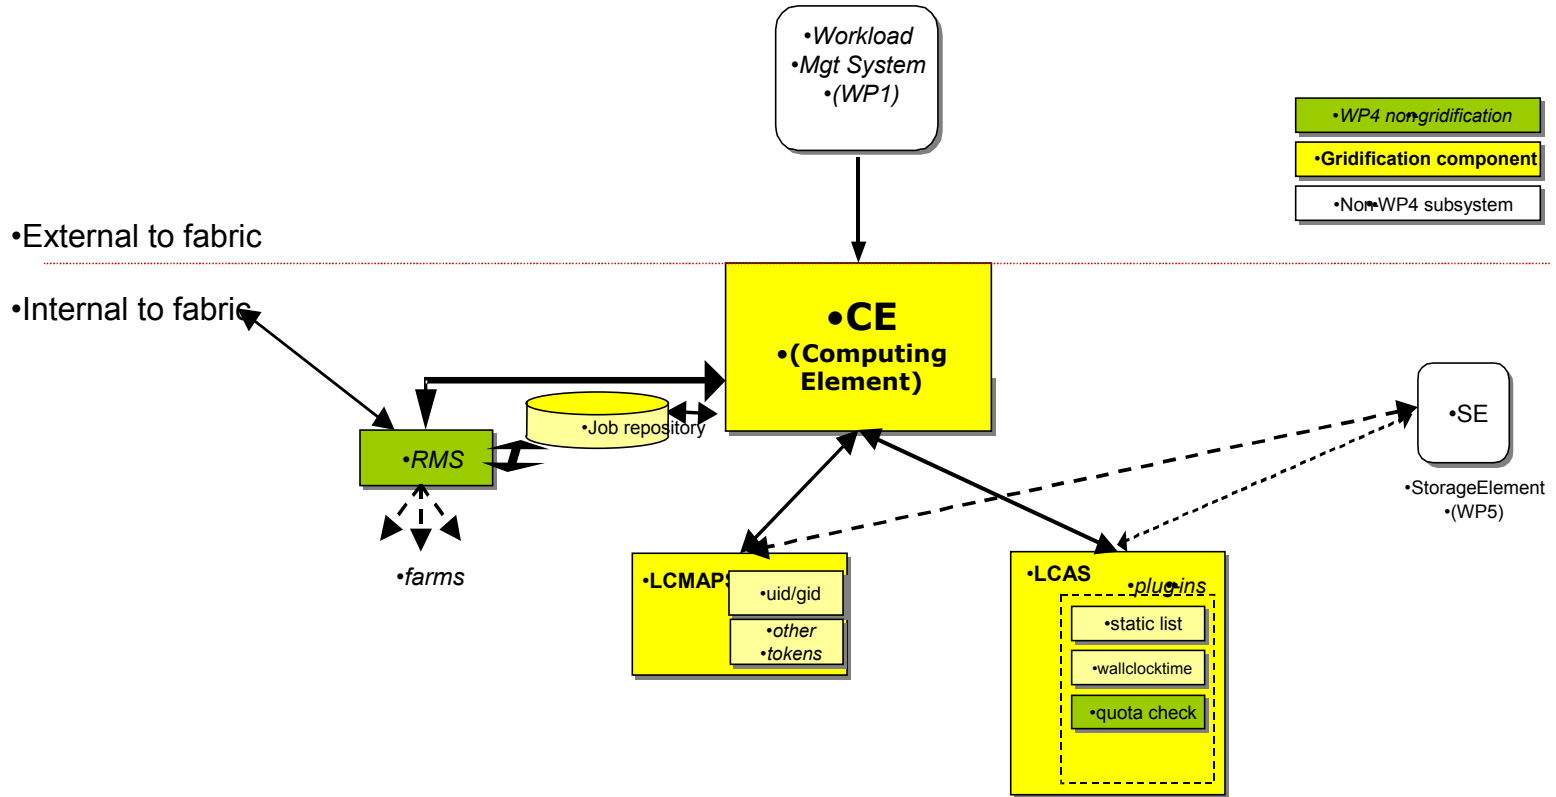 •Workload
•Mgt System
•(WP1)
•WP4 non-gridification
•Gridification component
•Non-WP4 subsystem
•External to fabric
•Internal to fabric
•CE
•(Computing
Element)
•Job repository
•RMS
•farms
•SE
•StorageElement
•(WP5)
•LCMAPS
•uid/gid
•other
•tokens
•LCAS
•plug-ins
•static list
•wallclocktime
•quota check